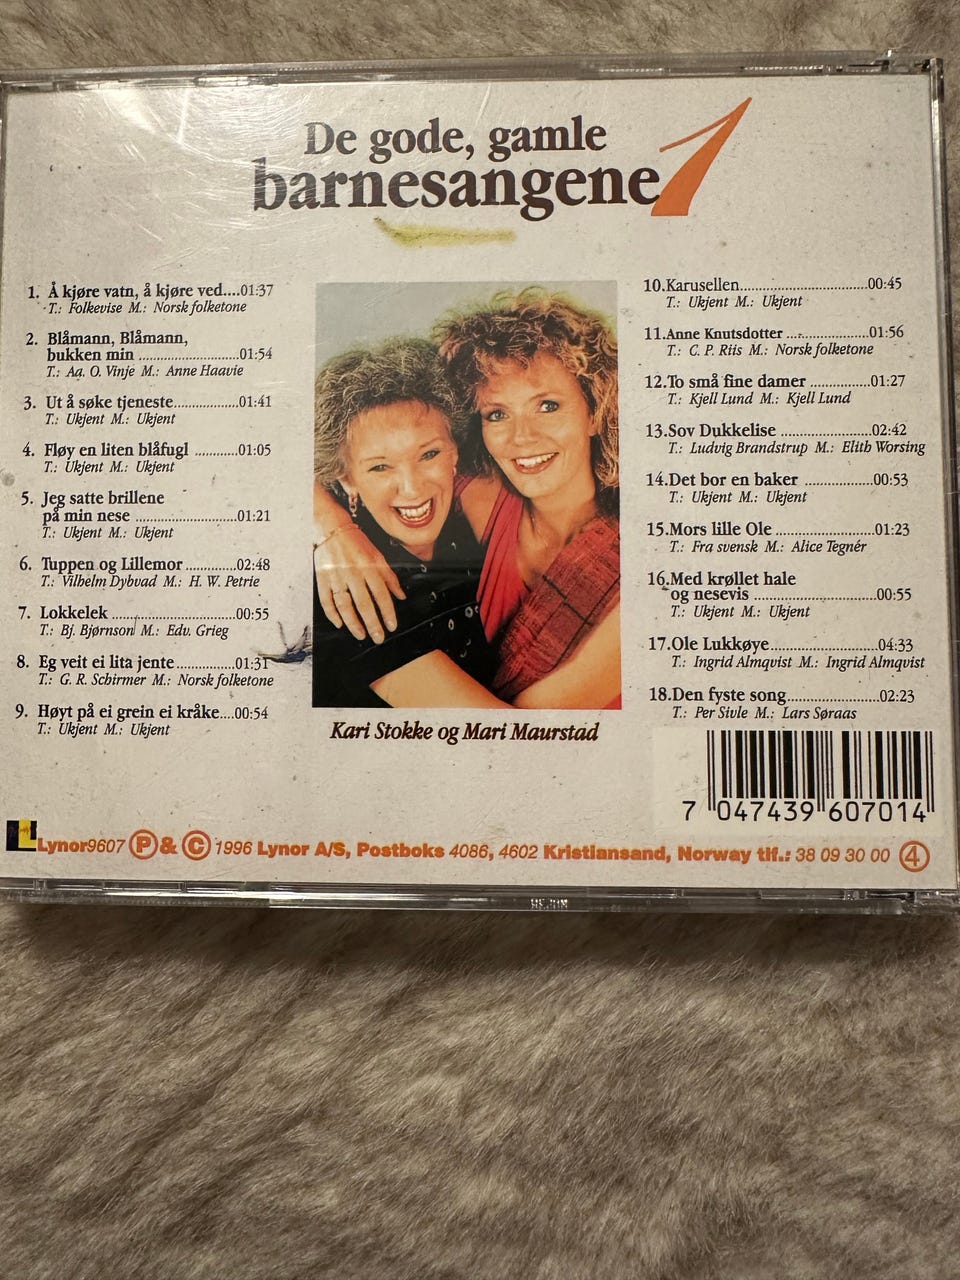 De gode, gamle
barnesangene 1
1. Å kjøre vatn, å kjøre ved....01:37
T.: Folkevise M.: Norsk folketone
2. Blåmann, Blåmann,
bukken min ........................01:54
T.: Aa. O. Vinje M.: Anne Haavie
3. Ut å søke tjeneste................01:41
T.: Ukjent M.: Ukjent
4. Fløy en liten blåfugl ...........01:05
T.: Ukjent M.: Ukjent
5. Jeg satte brillene
på min nese .........................01:21
T.: Ukjent M.: Ukjent
6. Tuppen og Lillemor .............02:48
T.: Vilhelm Dybvad M.: H. W. Petrie
7. Lokkelek ...............................00:55
T.: Bj. Bjørnson M.: Edv. Grieg
8. Eg veit ei lita jente..............01:31
T.: G. R. Schirmer M.: Norsk folketone
9. Høyt på ei grein ei kråke....00:54
T.: Ukjent M.: Ukjent
Kari Stokke og Mari Maurstad
10.Karusellen...............................00:45
T.: Ukjent M.: Ukjent
11.Anne Knutsdotter ...................01:56
T.: C. P. Riis M.: Norsk folketone
12.To små fine damer ..............01:27
T.: Kjell Lund M.: Kjell Lund
13.Sov Dukkelise ......................02:42
T.: Ludvig Brandstrup M.: Elith Worsing
14.Det bor en baker .................00:53
T.: Ukjent M.: Ukjent
15.Mors lille Ole ........................01:23
T.: Fra svensk M.: Alice Tegnér
16.Med krøllet hale
og nesevis ..............................00:55
T.: Ukjent M.: Ukjent
17.Ole Lukkøye..........................04:33
T.: Ingrid Almqvist M.: Ingrid Almqvist
18.Den fyste song......................02:23
T.: Per Sivle M.: Lars Søraas
7 047439 607014
L Lynor9607 Ⓟ & © 1996 Lynor A/S, Postboks 4086, 4602 Kristiansand, Norway tlf.: 38 09 30 00 ④